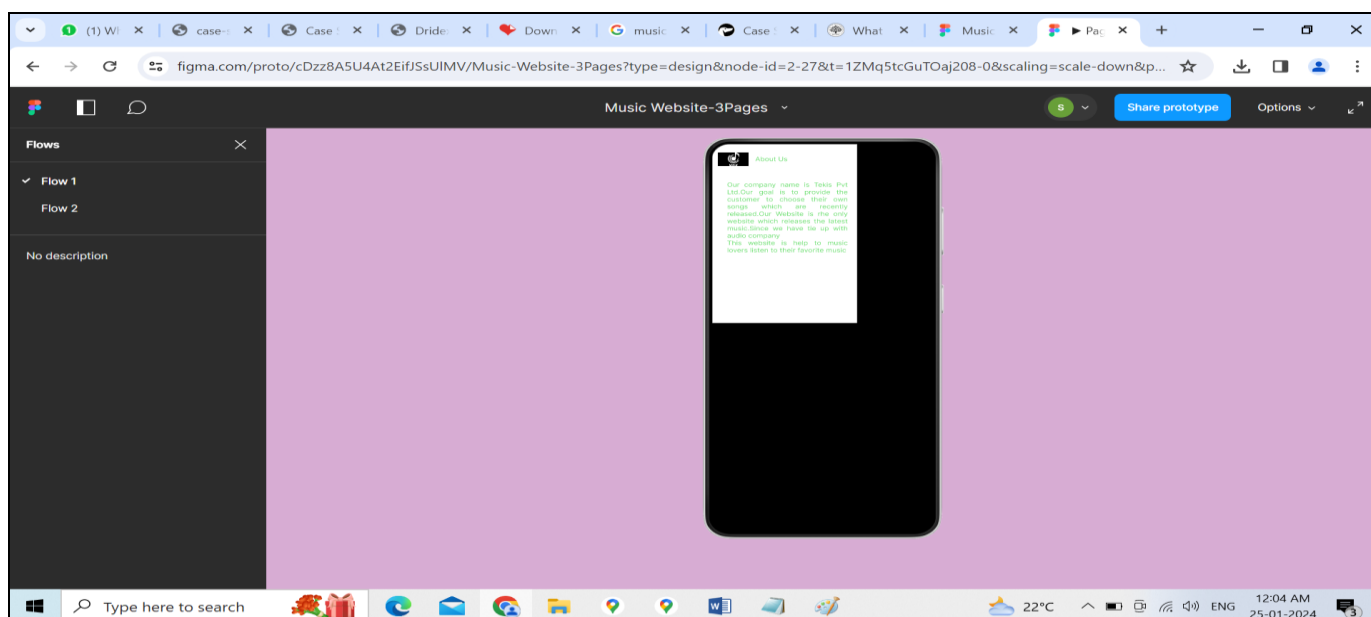 (1) WI
case-
Case
Dride
Down
music
Case
What
Music
Pag
figma.com/proto/cDzz8A5U4At2EifJSsUlMV/Music-Website-3Pages?type=design&node-id=2-27&t=1ZMq5tcGuTOaj208-0&scaling=scale-down&p...
Music Website-3Pages
S
Share prototype
Options
Flows
Flow 1
Flow 2
No description
About Us
Our company name is Tekis Pvt
Ltd.Our goal is to provide the
customer to choose their own
songs which are recently
released.Our Website is the only
website which releases the latest
music.Since we have tie up with
audio company
This website is help to music
lovers listen to their favorite music
Type here to search
22°C
ENG
12:04 AM
25-01-2024
3